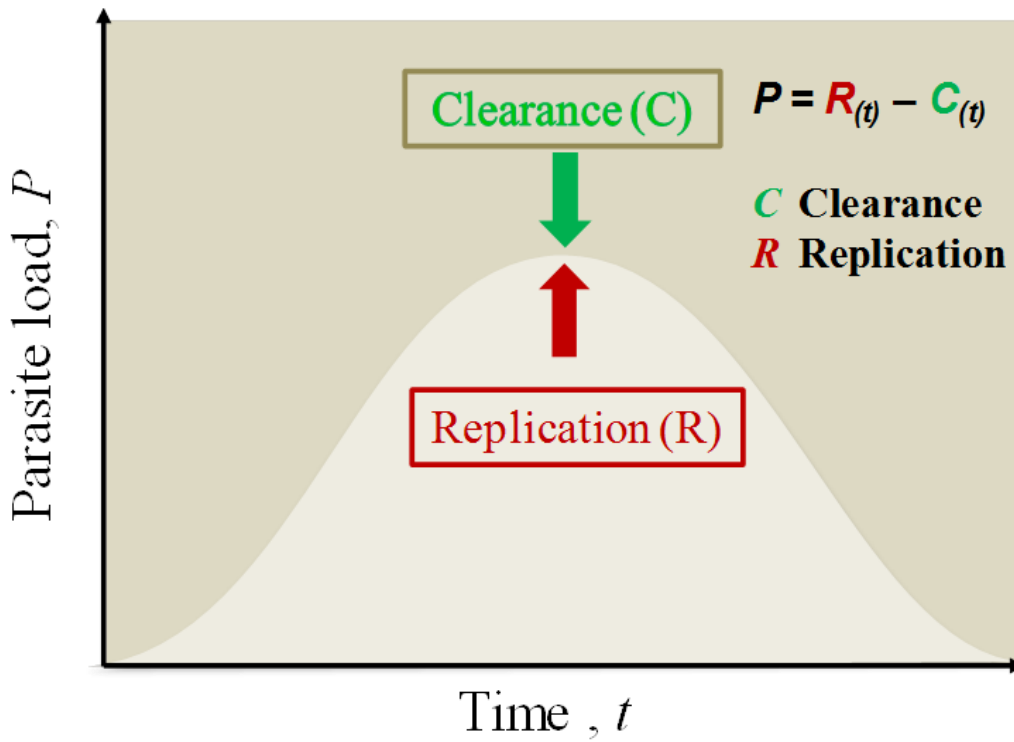 Clearance (C)
P = R(t) – C(t)
C Clearance
R Replication
Replication (R)
Parasite load, P
Time , t